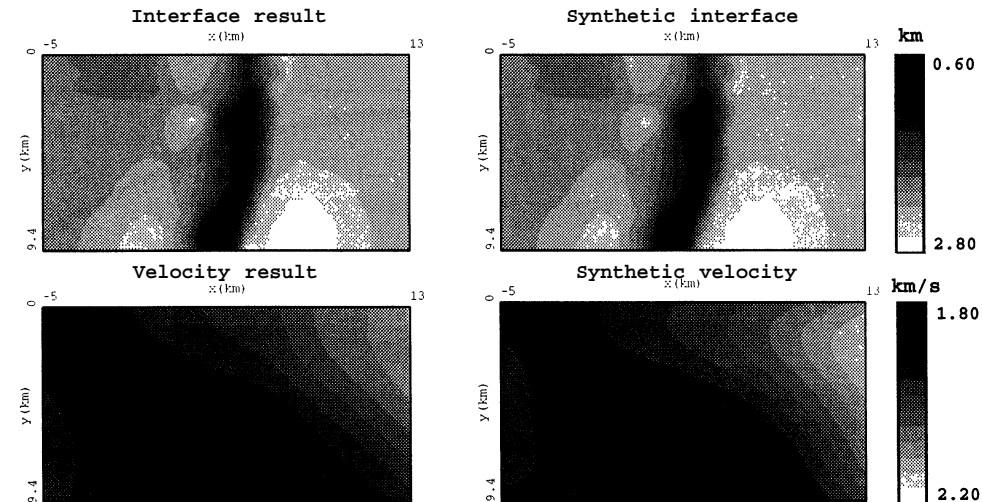 Interface result
x(km)
-5
13
0
y(km)
9.4
Synthetic interface
x(km)
-5
13
0
y(km)
9.4
km
0.60
2.80
Velocity result
x(km)
-5
13
0
y(km)
9.4
Synthetic velocity
x(km)
-5
13
0
y(km)
9.4
km/s
1.80
2.20